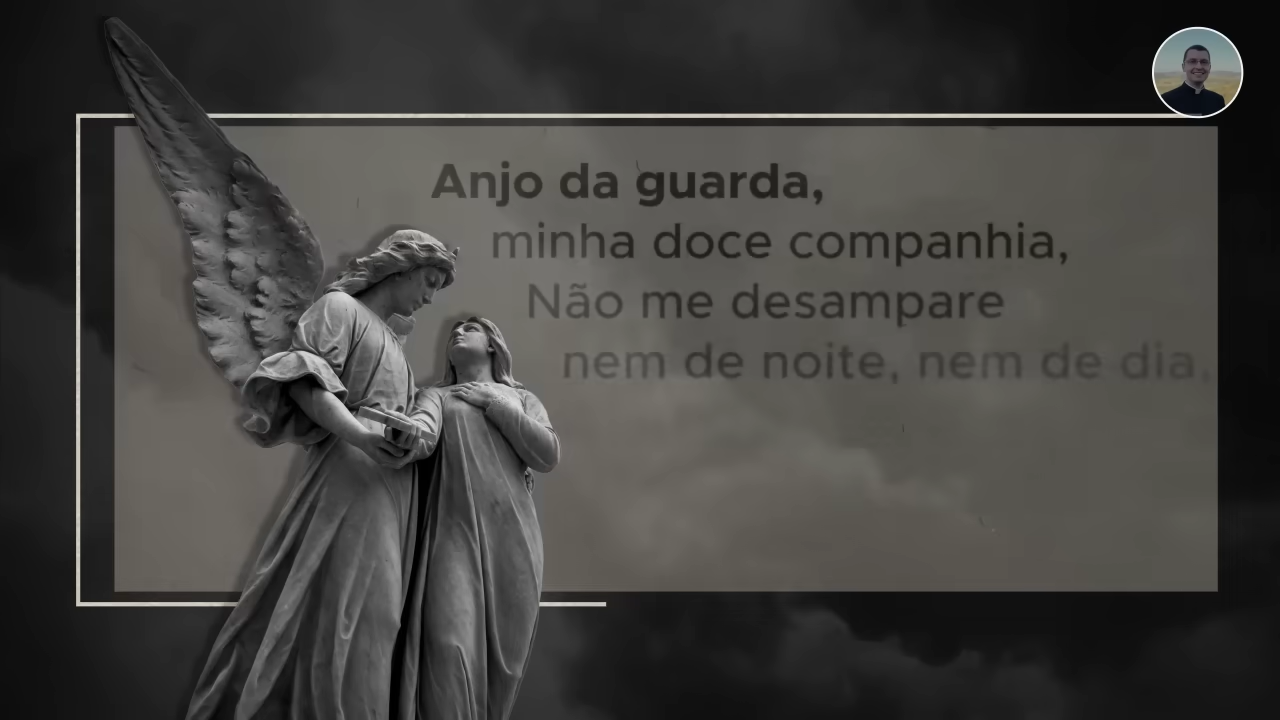 Anjo da guarda,
minha doce companhia,
Não me desampare
nem de noite, nem de dia,